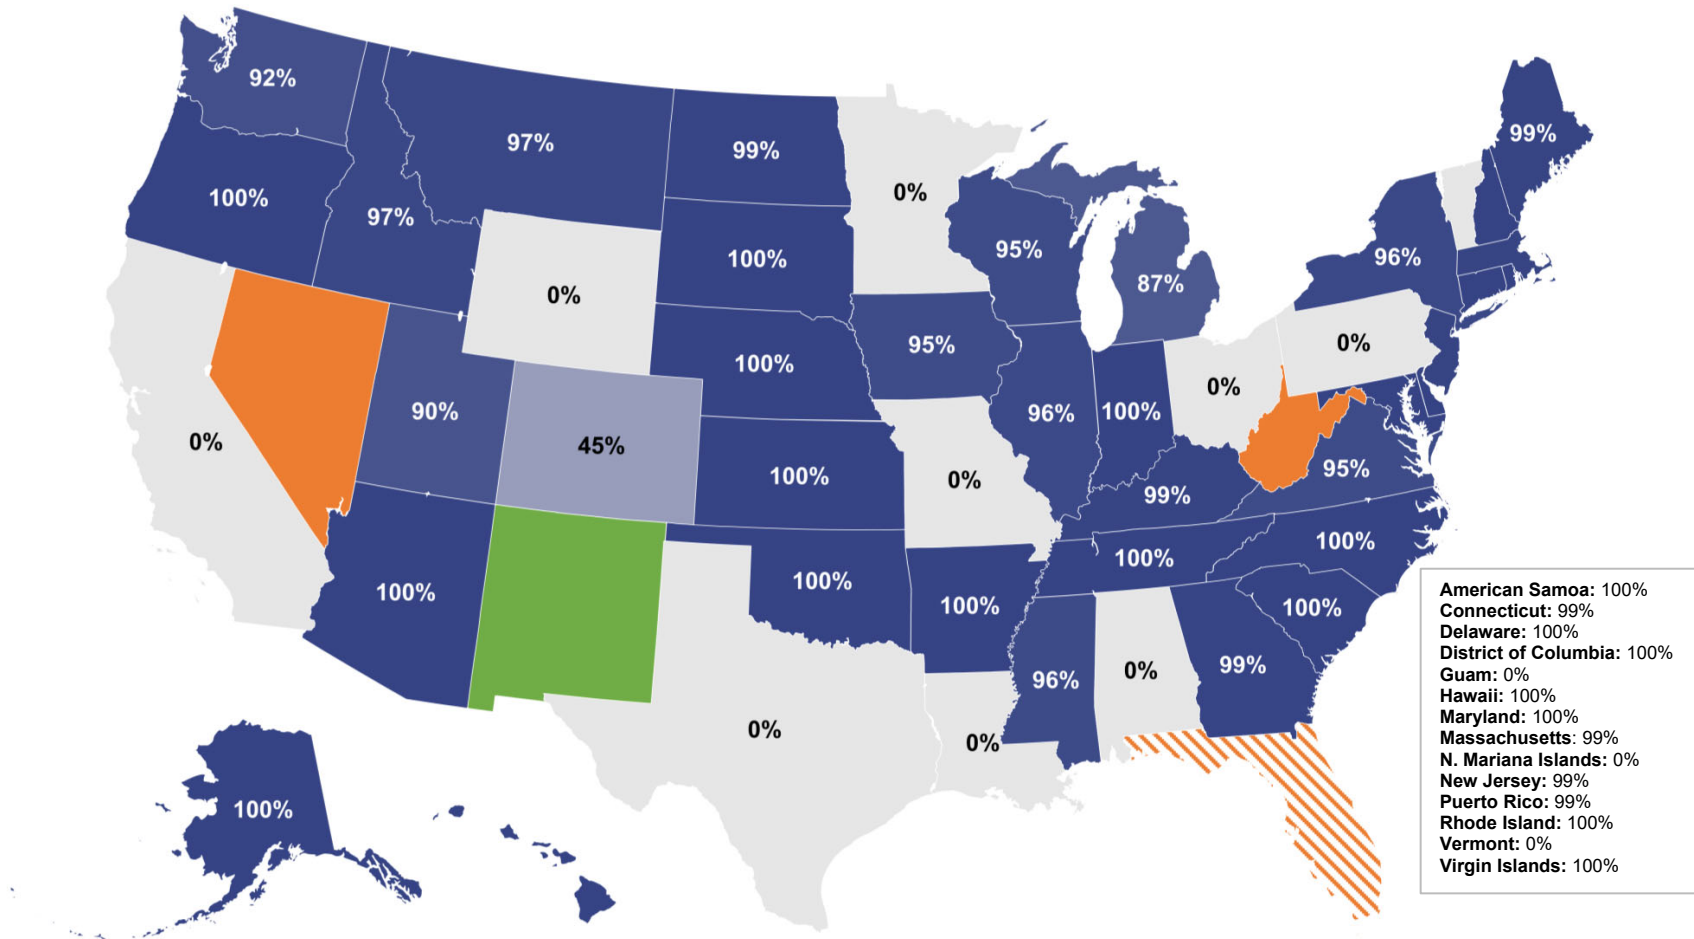 92%
97%
99%
99%
100%
97%
0%
95%
96%
100%
87%
0%
95%
0%
100%
0%
90%
45%
96%
100%
0%
0%
100%
0%
99%
95%
100%
100%
100%
100%
100%
100%
100%
96%
0%
99%
0%
0%
100%
American Samoa: 100%
Connecticut: 99%
Delaware: 100%
District of Columbia: 100%
Guam: 0%
Hawaii: 100%
Maryland: 100%
Massachusetts: 99%
N. Mariana Islands: 0%
New Jersey: 99%
Puerto Rico: 99%
Rhode Island: 100%
Vermont: 0%
Virgin Islands: 100%